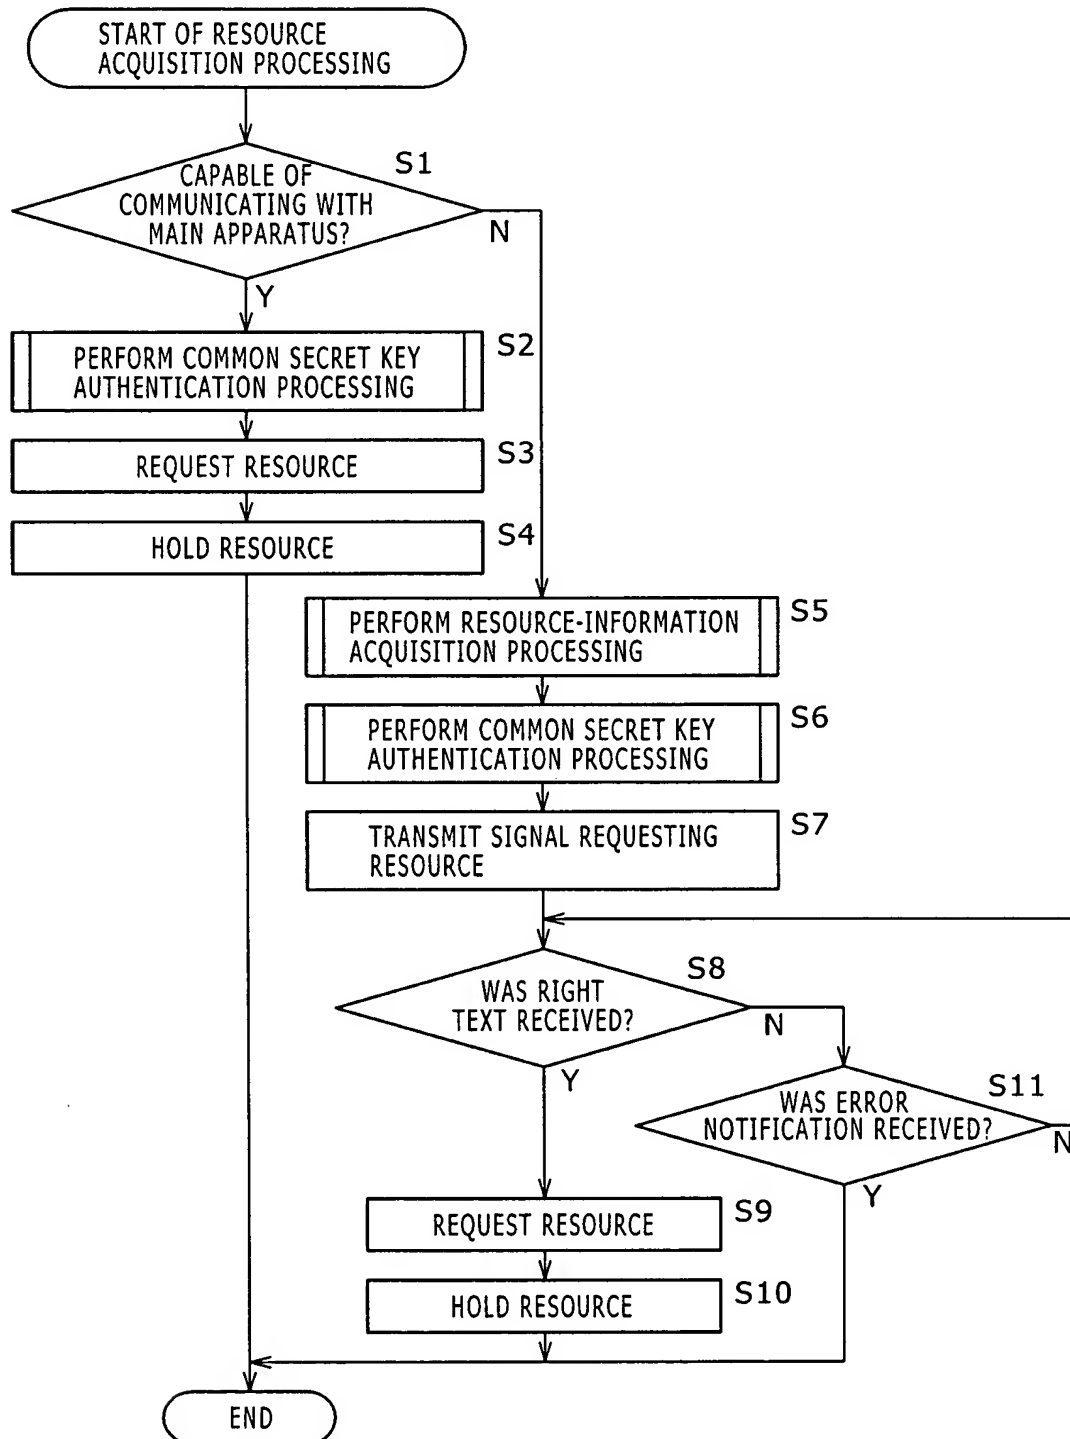 START OF RESOURCE
ACQUISITION PROCESSING
S1
CAPABLE OF
COMMUNICATING WITH
MAIN APPARATUS?
N
Y
S2
PERFORM COMMON SECRET KEY
AUTHENTICATION PROCESSING
S3
REQUEST RESOURCE
S4
HOLD RESOURCE
S5
PERFORM RESOURCE-INFORMATION
ACQUISITION PROCESSING
S6
PERFORM COMMON SECRET KEY
AUTHENTICATION PROCESSING
S7
TRANSMIT SIGNAL REQUESTING
RESOURCE
S8
WAS RIGHT
TEXT RECEIVED?
N
Y
S11
WAS ERROR
NOTIFICATION RECEIVED?
N
Y
S9
REQUEST RESOURCE
S10
HOLD RESOURCE
END